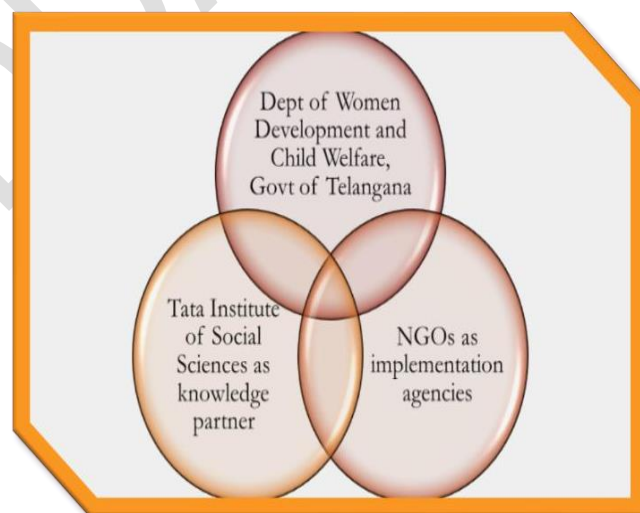 Dept of Women
Development and
Child Welfare,
Govt of Telangana
Tata Institute
of Social
Sciences as
knowledge
partner
NGOs as
implementation
agencies